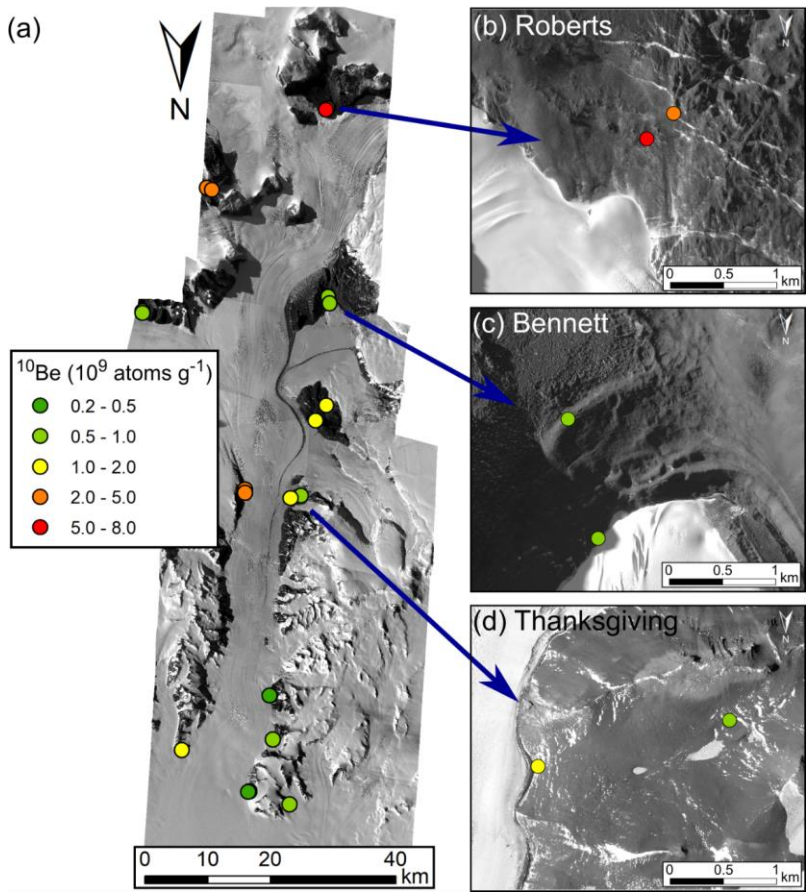 (a)
N
¹⁰Be (10⁹ atoms g⁻¹)
0.2 - 0.5
0.5 - 1.0
1.0 - 2.0
2.0 - 5.0
5.0 - 8.0
0 10 20 40
km
(b) Roberts
N
0 0.5 1
km
(c) Bennett
N
0 0.5 1
km
(d) Thanksgiving
N
0 0.5 1
km